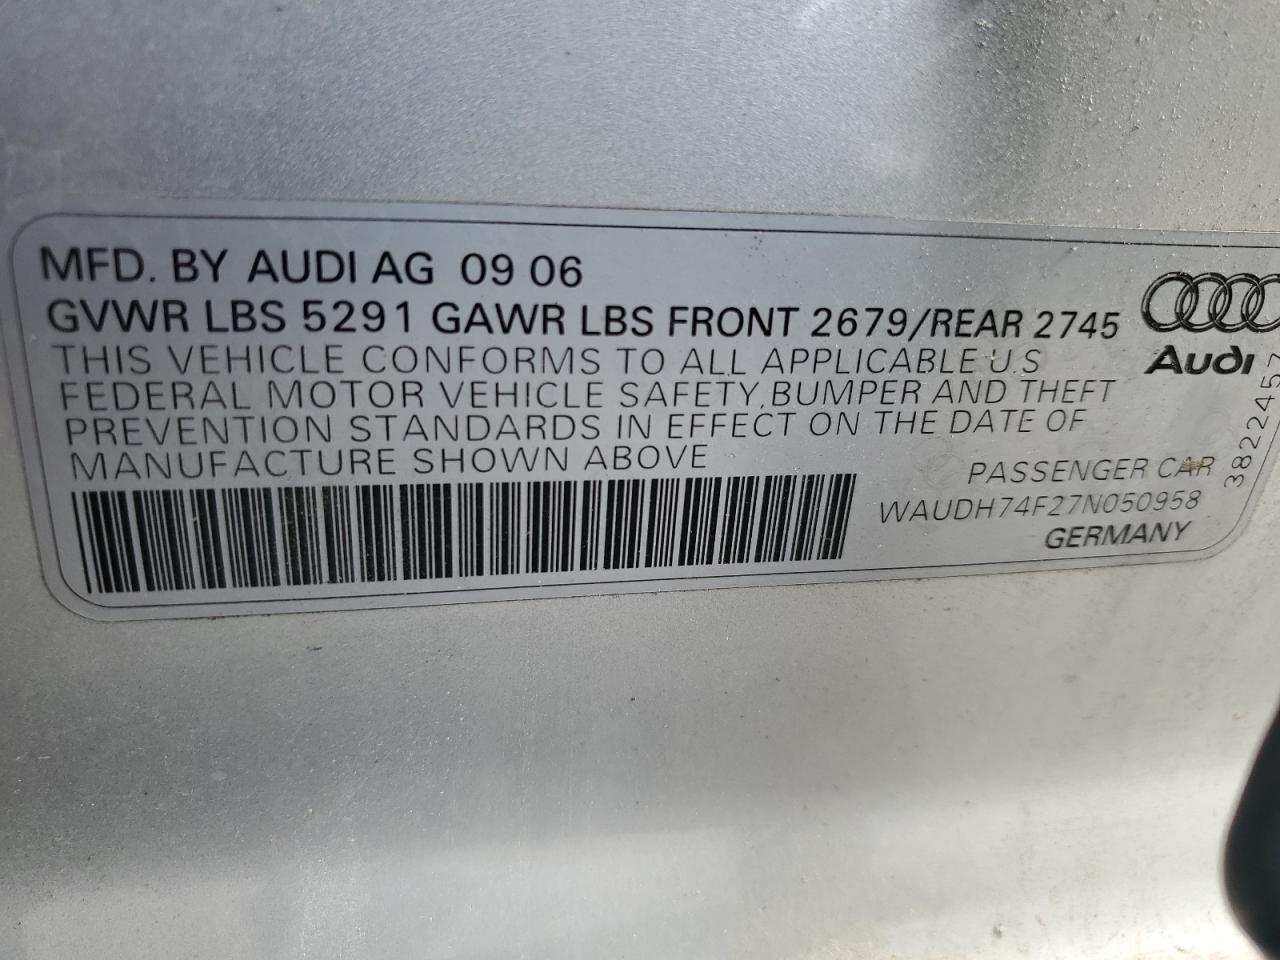 MFD. BY AUDI AG 09 06
GVWR LBS 5291 GAWR LBS FRONT 2679/REAR 2745
THIS VEHICLE CONFORMS TO ALL APPLICABLE U.S
FEDERAL MOTOR VEHICLE SAFETY,BUMPER AND THEFT
PREVENTION STANDARDS IN EFFECT ON THE DATE OF
MANUFACTURE SHOWN ABOVE
PASSENGER CAR
WAUDH74F27N050958
GERMANY
Audi
3822457